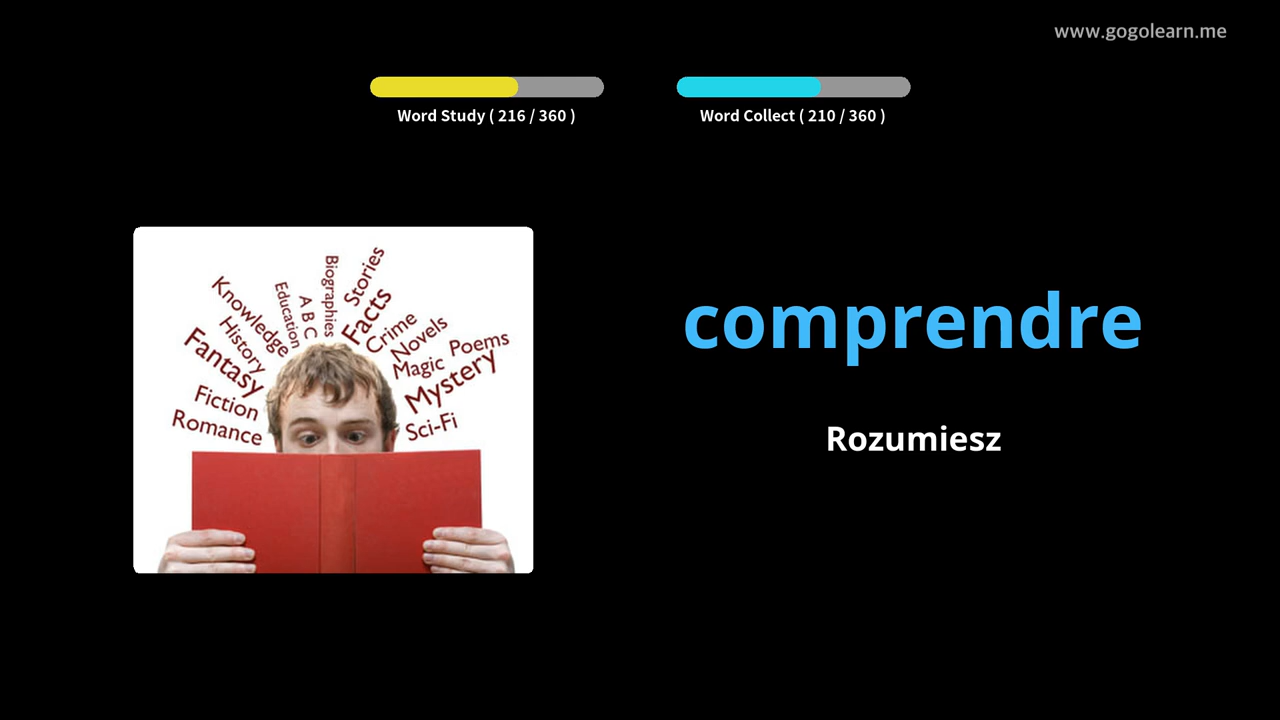 www.gogolearn.me
Word Study ( 216 / 360 )
Word Collect ( 210 / 360 )
Knowledge
History
Education
A B C
Biographies
Stories
Facts
Crime
Novels
Magic
Poems
Mystery
Sci-Fi
Fantasy
Fiction
Romance
comprendre
Rozumiesz